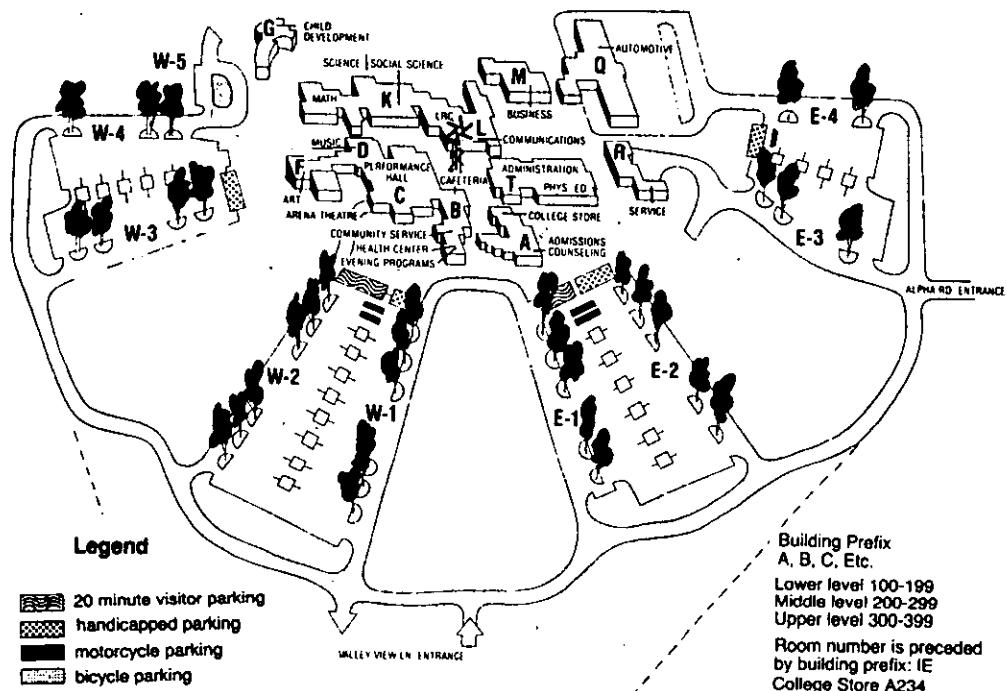 G
CHILD
DEVELOPMENT
W-5
SCIENCE
SOCIAL SCIENCE
AUTOMOTIVE
Q
M
BUSINESS
MATH
K
LRC
L
COMMUNICATIONS
W-4
E-4
MUSIC
D
PERFORMANCE
HALL
CAFETERIA
ADMINISTRATION
R
F
C
T
PHYS ED
ART
ARENA THEATRE
B
COLLEGE STORE
SERVICE
W-3
E-3
COMMUNITY SERVICE
HEALTH CENTER
EVENING PROGRAMS
A
ADMISSIONS
COUNSELING
ALPHA RD ENTRANCE
W-2
W-1
E-1
E-2
Legend
20 minute visitor parking
handicapped parking
motorcycle parking
bicycle parking
VALLEY VIEW LN. ENTRANCE
Building Prefix
A, B, C, Etc.
Lower level 100-199
Middle level 200-299
Upper level 300-399
Room number is preceded
by building prefix: IE
College Store A234